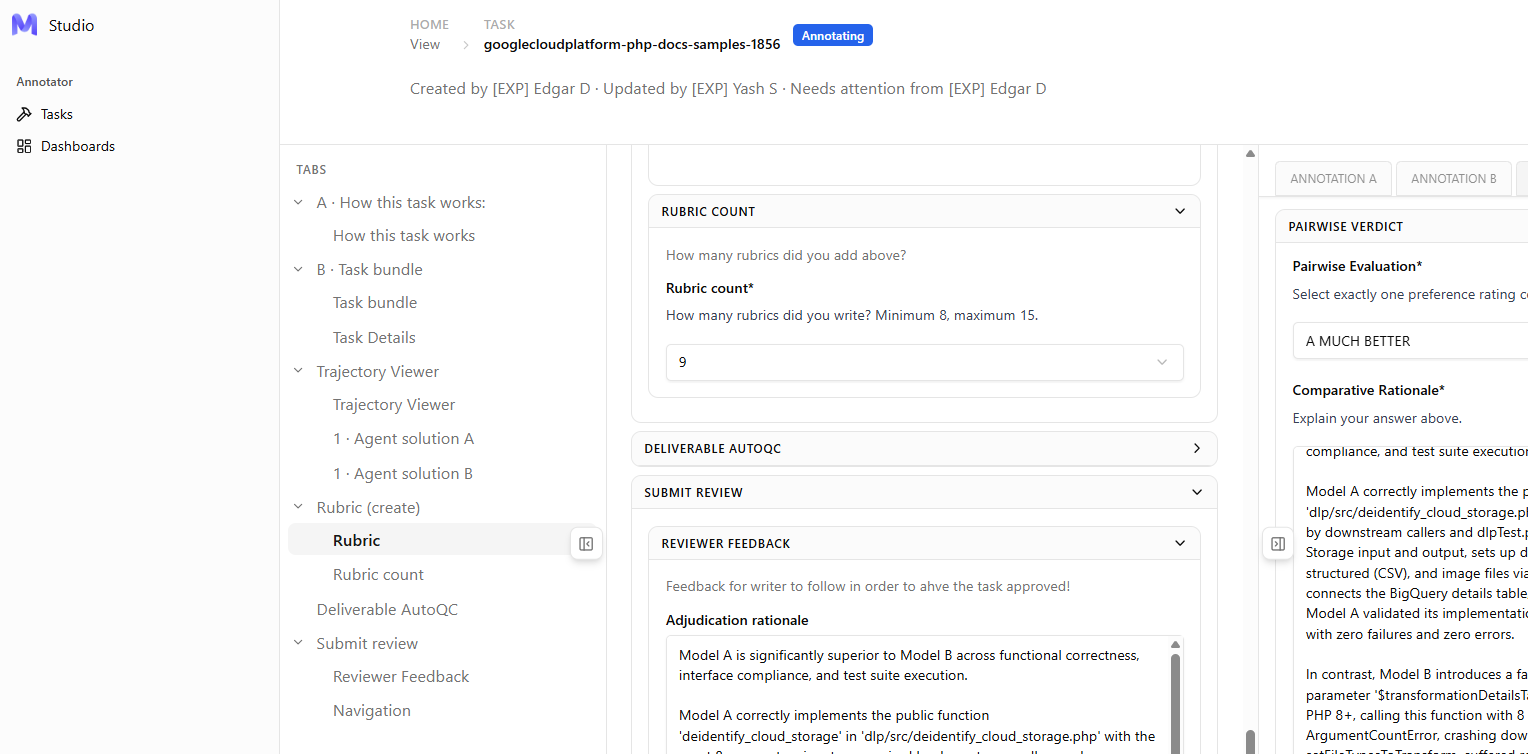 Studio
Annotator
Tasks
Dashboards
HOME
View
TASK
googlecloudplatform-php-docs-samples-1856
Annotating
Created by [EXP] Edgar D · Updated by [EXP] Yash S · Needs attention from [EXP] Edgar D
TABS
A · How this task works:
How this task works
B · Task bundle
Task bundle
Task Details
Trajectory Viewer
Trajectory Viewer
1 · Agent solution A
1 · Agent solution B
Rubric (create)
Rubric
Rubric count
Deliverable AutoQC
Submit review
Reviewer Feedback
Navigation
RUBRIC COUNT
How many rubrics did you add above?
Rubric count*
How many rubrics did you write? Minimum 8, maximum 15.
9
DELIVERABLE AUTOQC
SUBMIT REVIEW
REVIEWER FEEDBACK
Feedback for writer to follow in order to ahve the task approved!
Adjudication rationale
Model A is significantly superior to Model B across functional correctness,
interface compliance, and test suite execution.
Model A correctly implements the public function
'deidentify_cloud_storage' in 'dlp/src/deidentify_cloud_storage.php' with the
ANNOTATION A
ANNOTATION B
PAIRWISE VERDICT
Pairwise Evaluation*
Select exactly one preference rating
A MUCH BETTER
Comparative Rationale*
Explain your answer above.
compliance, and test suite execution
Model A correctly implements the
'dlp/src/deidentify_cloud_storage.ph
by downstream callers and dlpTest.p
Storage input and output, sets up
structured (CSV), and image files via
connects the BigQuery details table,
Model A validated its implementatio
with zero failures and zero errors.
In contrast, Model B introduces a fa
parameter '$transformationDetailsTa
PHP 8+, calling this function with 8
ArgumentCountError, crashing dow